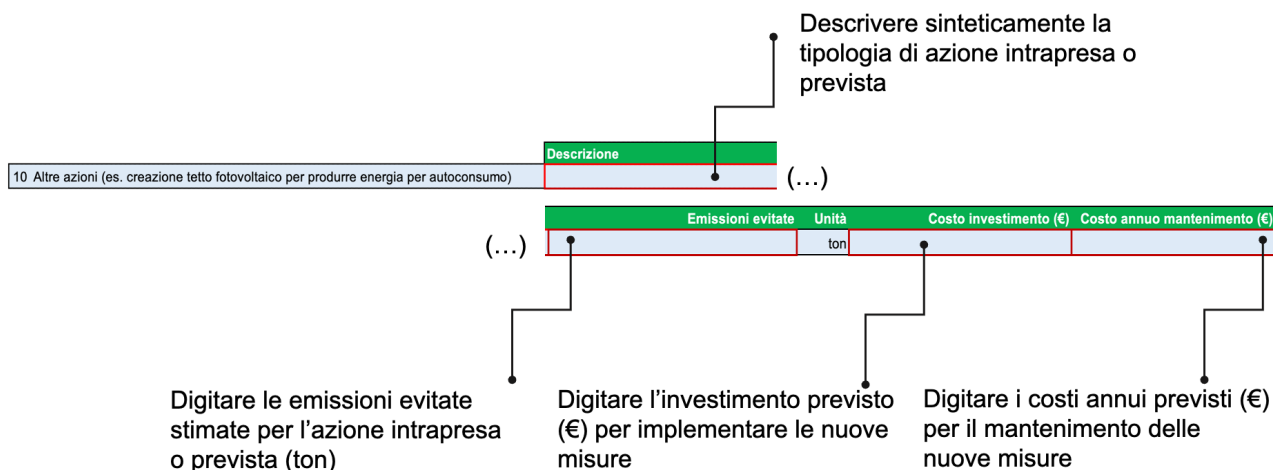 Descrivere sinteticamente la
tipologia di azione intrapresa o
prevista
Descrizione
10 Altre azioni (es. creazione tetto fotovoltaico per produrre energia per autoconsumo)
(…)
Emissioni evitate Unità Costo investimento (€) Costo annuo mantenimento (€)
(…) ton
Digitare le emissioni evitate
stimate per l’azione intrapresa
o prevista (ton)
Digitare l’investimento previsto
(€) per implementare le nuove
misure
Digitare i costi annui previsti (€)
per il mantenimento delle
nuove misure